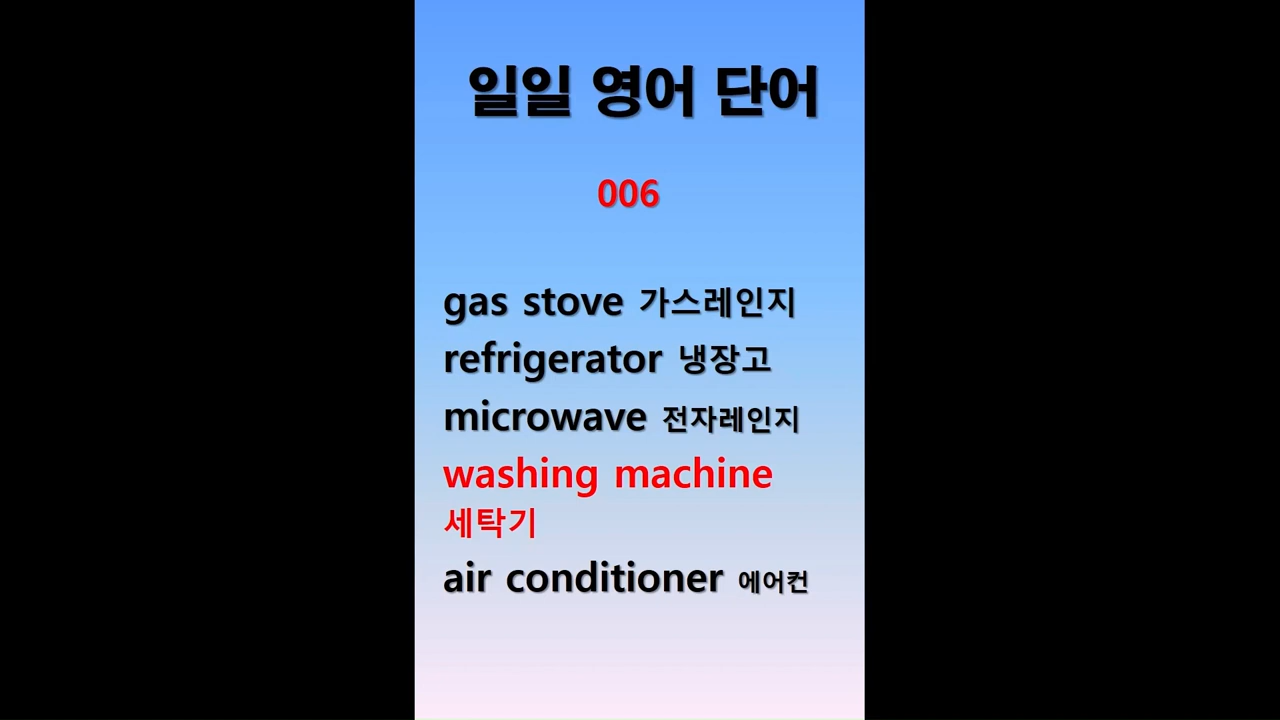 일일 영어 단어
006
gas stove 가스레인지
refrigerator 냉장고
microwave 전자레인지
washing machine
세탁기
air conditioner 에어컨